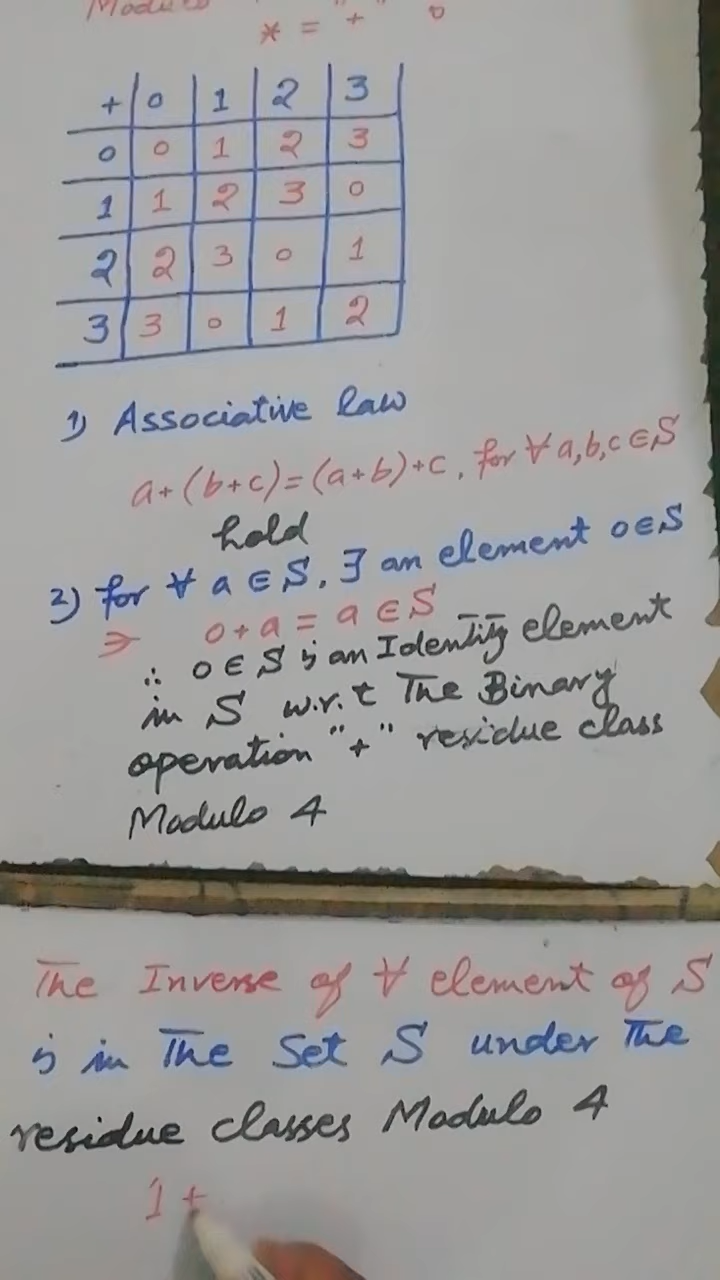 Modulo
* = "+"
+ 0 1 2 3
0 0 1 2 3
1 1 2 3 0
2 2 3 0 1
3 3 0 1 2
1) Associative law
a+(b+c)=(a+b)+c, for ∀ a,b,c ∈ S
hold
2) for ∀ a ∈ S, ∃ an element 0 ∈ S
⇒ 0+a = a ∈ S
∴ 0 ∈ S is an Identity element
in S w.r.t The Binary
operation "+" residue class
Modulo 4
The Inverse of ∀ element of S
is in The Set S under The
residue classes Modulo 4
1 +